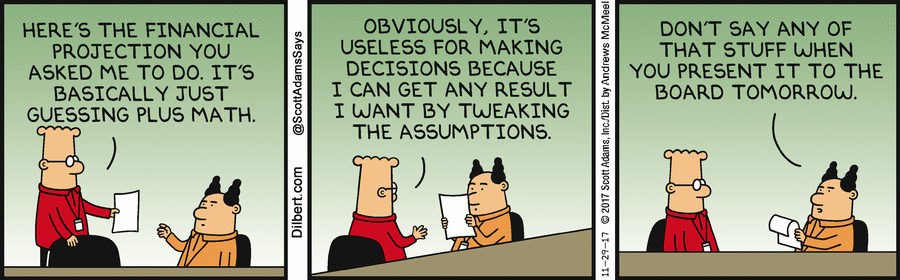 HERE'S THE FINANCIAL
PROJECTION YOU
ASKED ME TO DO. IT'S
BASICALLY JUST
GUESSING PLUS MATH.
Dilbert.com @ScottAdamsSays
OBVIOUSLY, IT'S
USELESS FOR MAKING
DECISIONS BECAUSE
I CAN GET ANY RESULT
I WANT BY TWEAKING
THE ASSUMPTIONS.
11-29-17 © 2017 Scott Adams, Inc./Dist. by Andrews McMeel
DON'T SAY ANY OF
THAT STUFF WHEN
YOU PRESENT IT TO THE
BOARD TOMORROW.